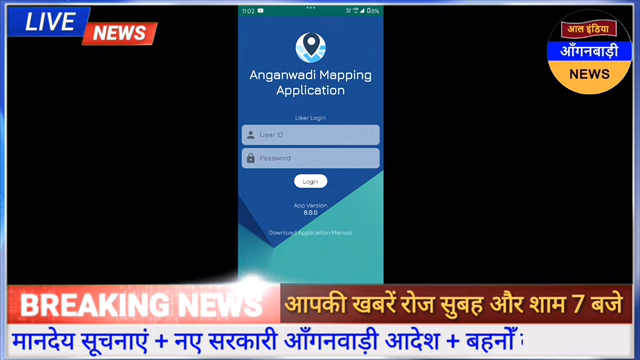 LIVE
NEWS
11:02
आल इंडिया
आँगनबाड़ी
NEWS
Anganwadi Mapping
Application
User Login
User ID
Password
Login
App Version
8.0.0
Download Application Manual.
BREAKING NEWS
आपकी खबरें रोज सुबह और शाम 7 बजे
मानदेय सूचनाएं + नए सरकारी आँगनवाड़ी आदेश + बहनोँ